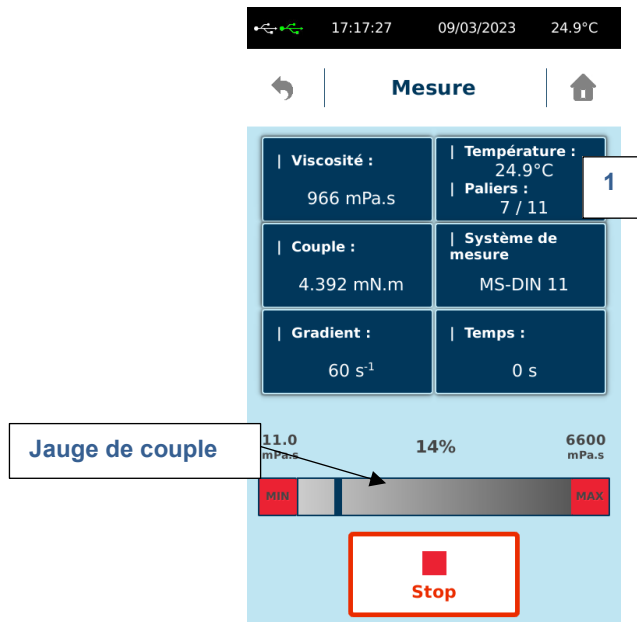 17:17:27 09/03/2023 24.9°C
Mesure
| Viscosité :
966 mPa.s
| Température :
24.9°C
| Paliers :
7 / 11
1
| Couple :
4.392 mN.m
| Système de
mesure
MS-DIN 11
| Gradient :
60 s⁻¹
| Temps :
0 s
Jauge de couple
11.0
mPa.s
14%
6600
mPa.s
MIN
MAX
Stop